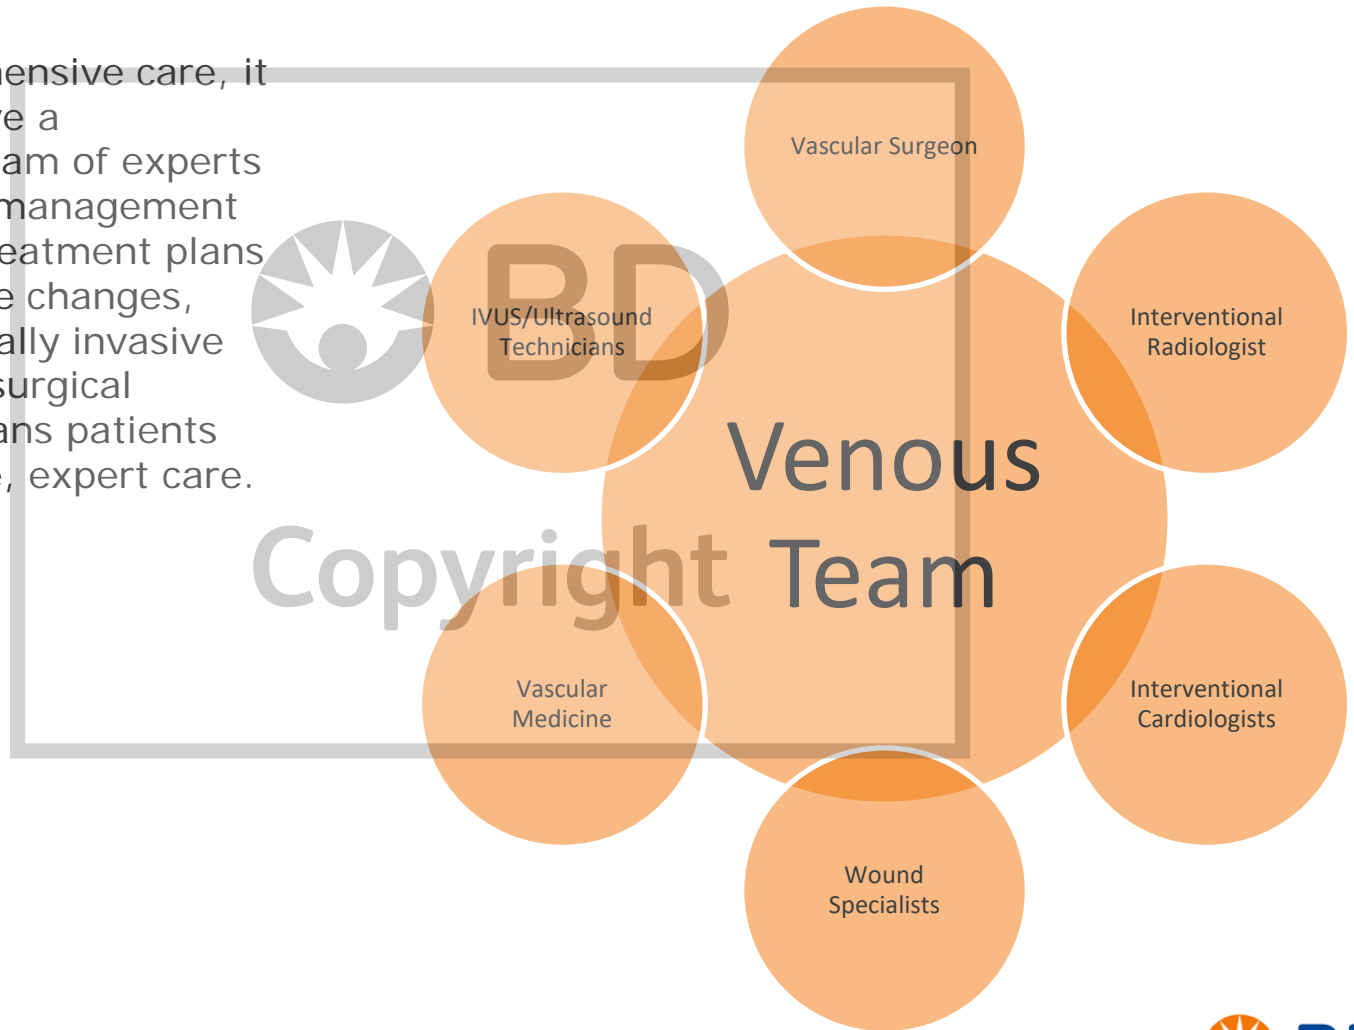 ensive care, it
e a
am of experts
management
eatment plans
e changes,
ally invasive
surgical
ans patients
, expert care.
BD
Copyright
Venous
Team
Vascular Surgeon
Interventional
Radiologist
Interventional
Cardiologists
Wound
Specialists
Vascular
Medicine
IVUS/Ultrasound
Technicians